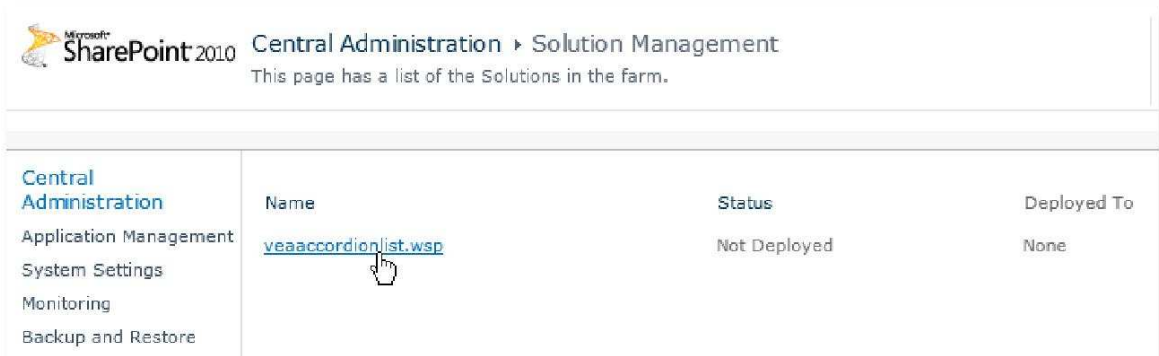 Microsoft
SharePoint 2010
Central Administration ▸ Solution Management
This page has a list of the Solutions in the farm.
Central
Administration
Application Management
System Settings
Monitoring
Backup and Restore
Name Status Deployed To
veaaccordionlist.wsp Not Deployed None